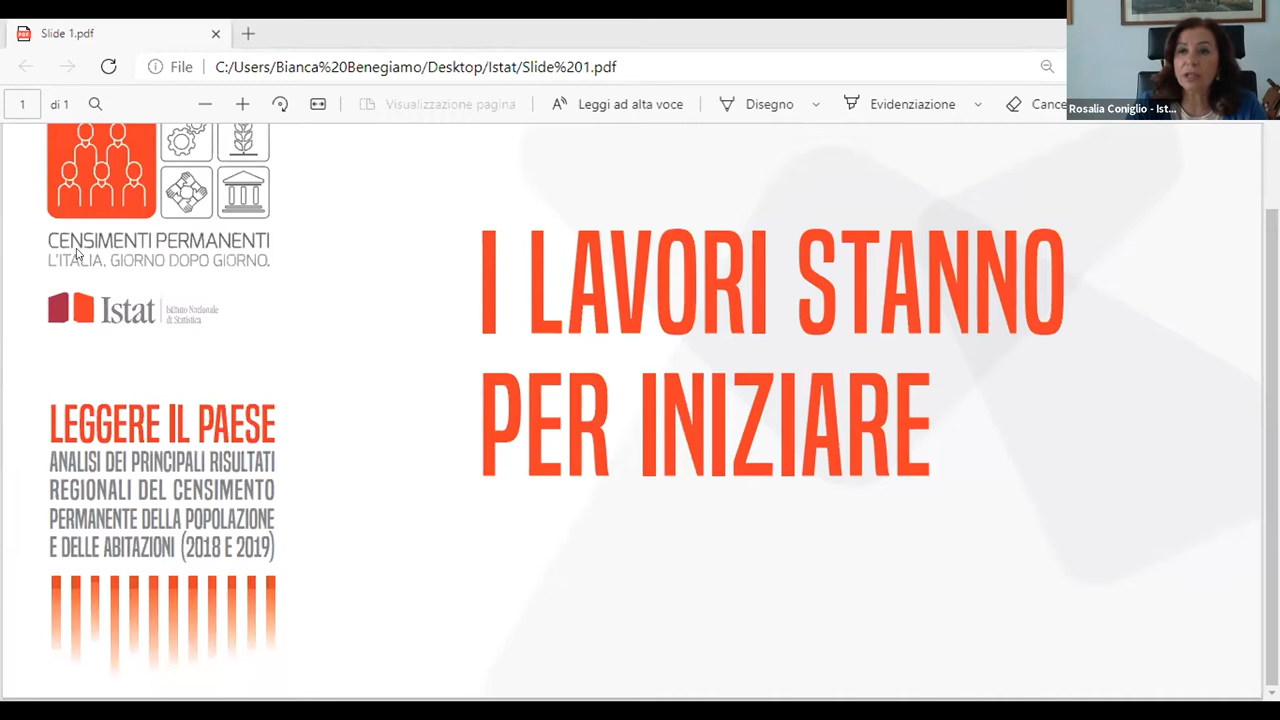 Slide 1.pdf
File
C:/Users/Bianca%20Benegiamo/Desktop/Istat/Slide%201.pdf
1
di 1
Visualizzazione pagina
Leggi ad alta voce
Disegno
Evidenziazione
Cance
Rosalia Coniglio - Ist...
CENSIMENTI PERMANENTI
L'ITALIA, GIORNO DOPO GIORNO.
Istat
Istituto Nazionale
di Statistica
I LAVORI STANNO
PER INIZIARE
LEGGERE IL PAESE
ANALISI DEI PRINCIPALI RISULTATI
REGIONALI DEL CENSIMENTO
PERMANENTE DELLA POPOLAZIONE
E DELLE ABITAZIONI (2018 E 2019)